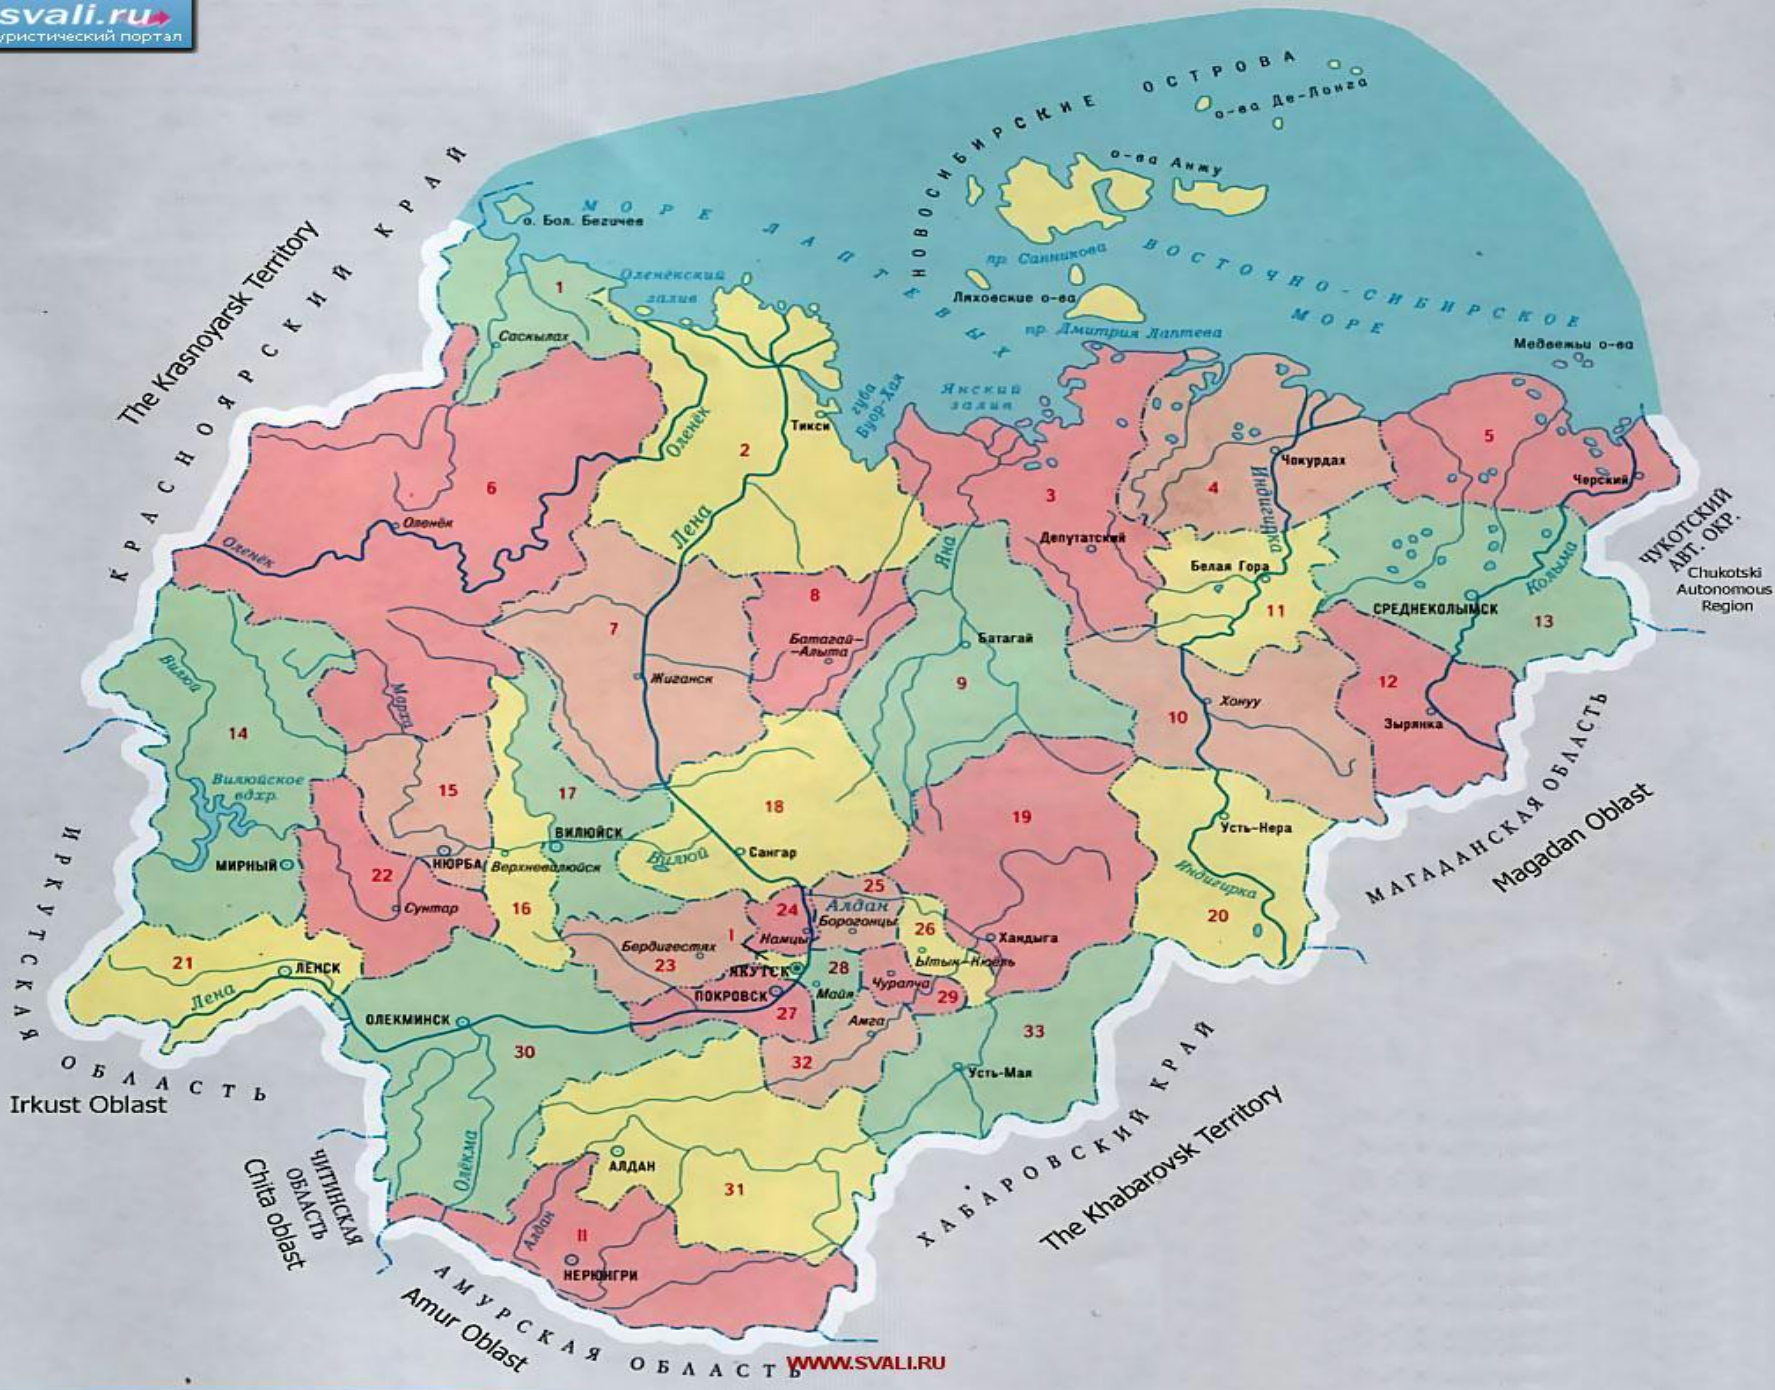 svali.ru
уристический портал
НОВОСИБИРСКИЕ ОСТРОВА
о-ва Де-Лонга
о-ва Анжу
КРАСНОЯРСКИЙ КРАЙ
The Krasnoyarsk Territory
о. Бол. Бегичев
МОРЕ ЛАПТЕВЫХ
пр. Санникова
ВОСТОЧНО-СИБИРСКОЕ
МОРЕ
Ляховские о-ва
пр. Дмитрия Лаптева
Медвежьи о-ва
Оленёкский
залив
1
Саскылах
губа
Буор-Хая
Янский
залив
Тикси
Оленёк
2
Лена
6
Оленёк
Оленёк
3
Депутатский
4
Чокурдах
Индигирка
5
Черский
ЧУКОТСКИЙ
АВТ. ОКР.
Chukotski
Autonomous
Region
Яна
Белая Гора
11
СРЕДНЕКОЛЫМСК
Колыма
13
7
Жиганск
8
Батагай-
-Алыта
Батагай
9
10
Хонуу
12
Зырянка
Вилюй
Марха
14
Вилюйское
вдхр.
МИРНЫЙ
15
НЮРБА
17
ВИЛЮЙСК
Верхневилюйск
16
18
Вилюй
Сангар
19
Усть-Нера
Индигирка
20
МАГАДАНСКАЯ ОБЛАСТЬ
Magadan Oblast
22
Сунтар
21
ЛЕНСК
Лена
25
Алдан
24
Намцы
Борогонцы
26
Ытык-Кюель
Хандыга
Бердигестях
23
I
ЯКУТСК
ПОКРОВСК
28
Майя
Чурапча
29
27
Амга
32
33
Усть-Мая
ОЛЕКМИНСК
30
Олёкма
АЛДАН
31
II
Алдан
НЕРЮНГРИ
ИРКУТСКАЯ ОБЛАСТЬ
Irkust Oblast
ЧИТИНСКАЯ
ОБЛАСТЬ
Chita oblast
АМУРСКАЯ ОБЛАСТЬ
Amur Oblast
ХАБАРОВСКИЙ КРАЙ
The Khabarovsk Territory
WWW.SVALI.RU